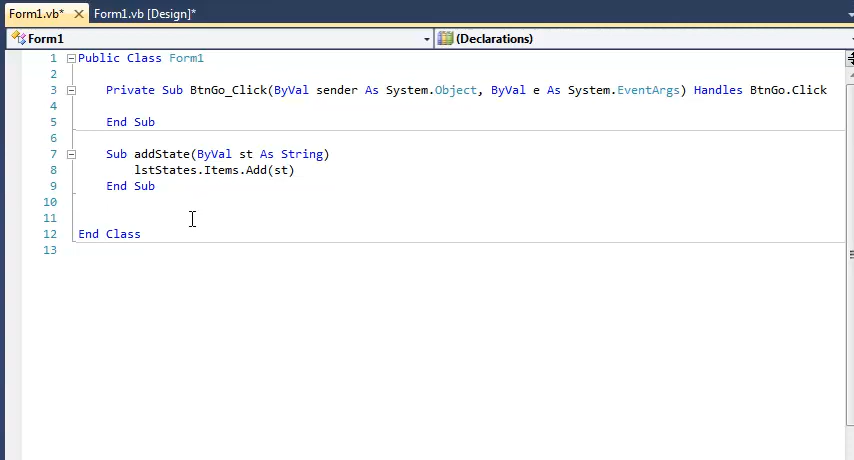 Form1.vb* Form1.vb [Design]*
Form1 (Declarations)
1 Public Class Form1
2
3 Private Sub BtnGo_Click(ByVal sender As System.Object, ByVal e As System.EventArgs) Handles BtnGo.Click
4
5 End Sub
6
7 Sub addState(ByVal st As String)
8 lstStates.Items.Add(st)
9 End Sub
10
11
12 End Class
13